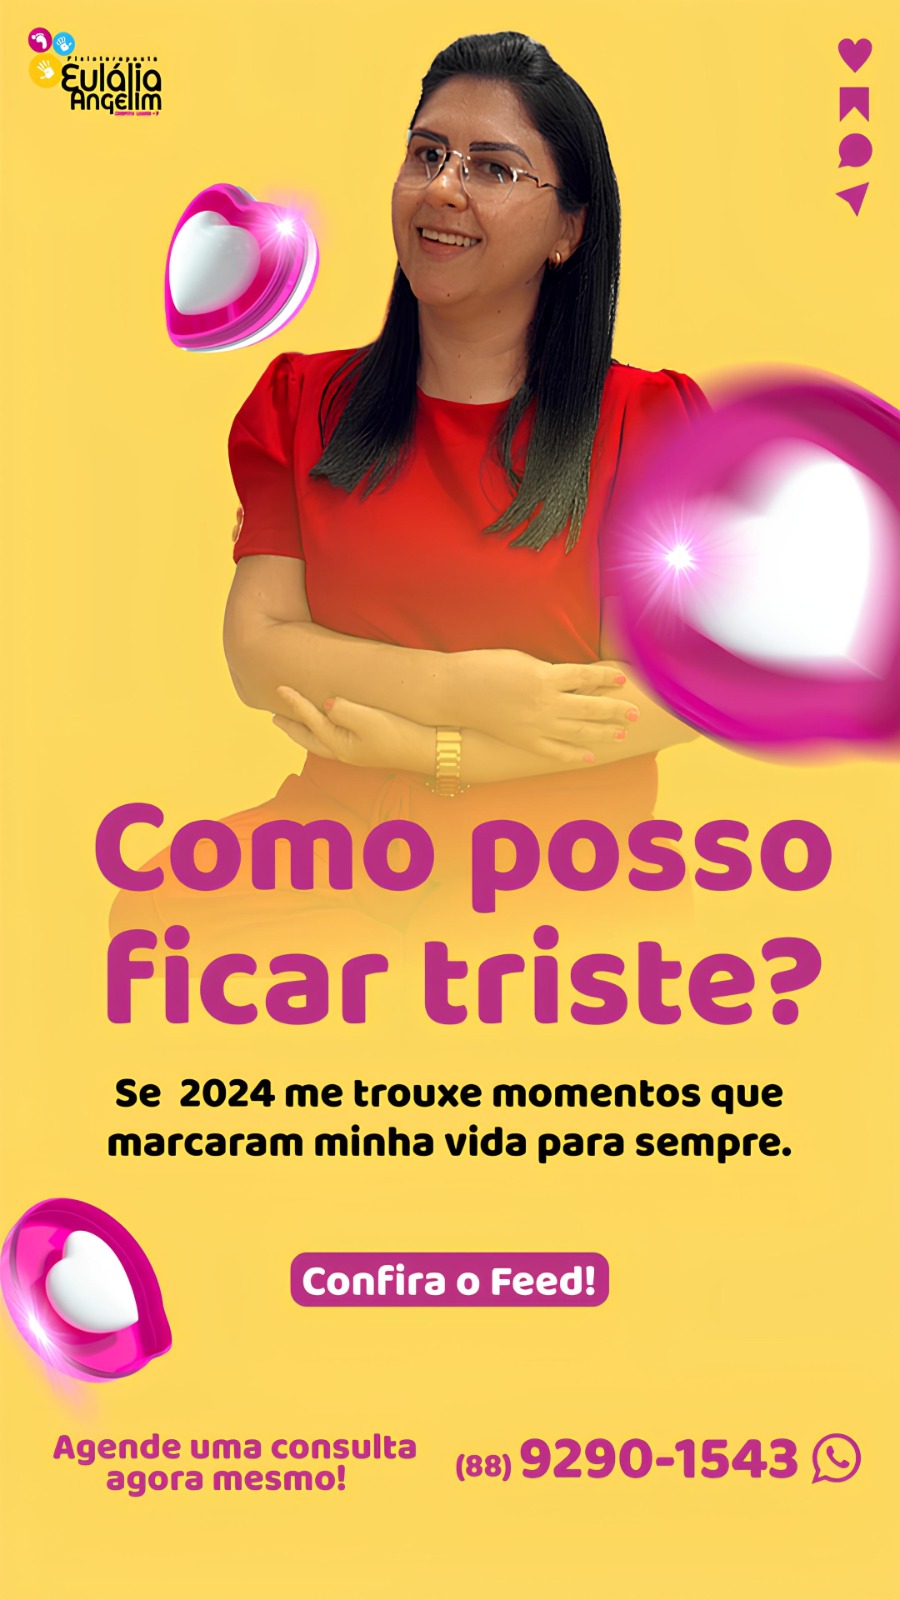 Fisioterapeuta
Eulália
Angelim
Como posso
ficar triste?
Se 2024 me trouxe momentos que
marcaram minha vida para sempre.
Confira o Feed!
Agende uma consulta
agora mesmo!
(88) 9290-1543